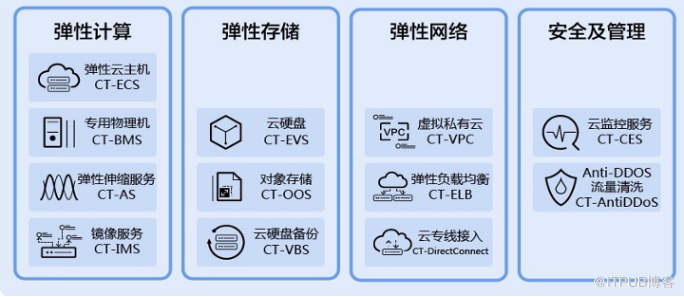 弹性计算
弹性云主机
CT-ECS
专用物理机
CT-BMS
弹性伸缩服务
CT-AS
镜像服务
CT-IMS
弹性存储
云硬盘
CT-EVS
对象存储
CT-OOS
云硬盘备份
CT-VBS
弹性网络
VPC
虚拟私有云
CT-VPC
弹性负载均衡
CT-ELB
云专线接入
CT-DirectConnect
安全及管理
云监控服务
CT-CES
Anti-DDOS
流量清洗
CT-AntiDDoS
@ITPUB博客